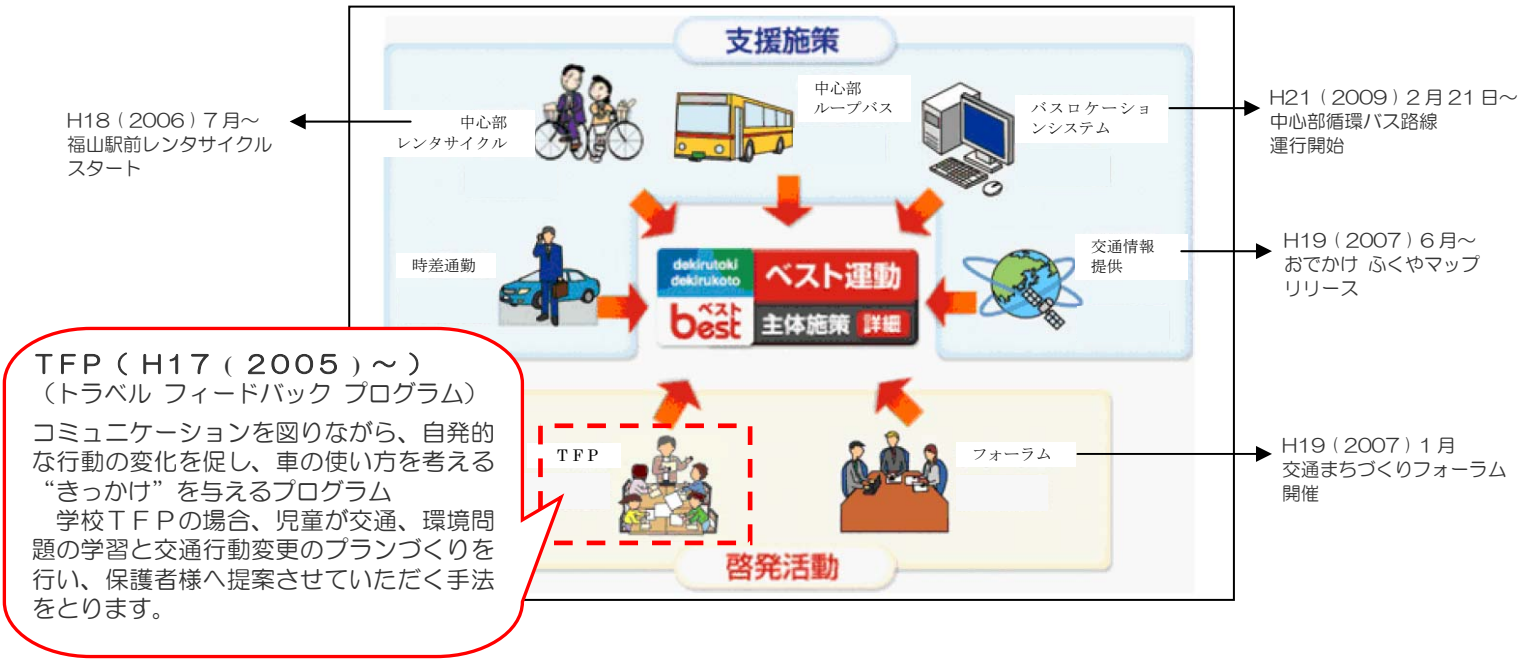 支援施策
H18（2006）7月～
福山駅前レンタサイクル
スタート
中心部
レンタサイクル
中心部
ループバス
バスロケーショ
ンシステム
H21（2009）2月21日～
中心部循環バス路線
運行開始
時差通勤
dekirutoki
dekirukoto
ベスト運動
ベスト
best
主体施策 詳細
交通情報
提供
H19（2007）6月～
おでかけ ふくやマップ
リリース
TFP（H17（2005）～）
（トラベル フィードバック プログラム）
コミュニケーションを図りながら、自発的
な行動の変化を促し、車の使い方を考える
“きっかけ”を与えるプログラム
　学校ＴＦＰの場合、児童が交通、環境問
題の学習と交通行動変更のプランづくりを
行い、保護者様へ提案させていただく手法
をとります。
TFP
フォーラム
H19（2007）1月
交通まちづくりフォーラム
開催
啓発活動